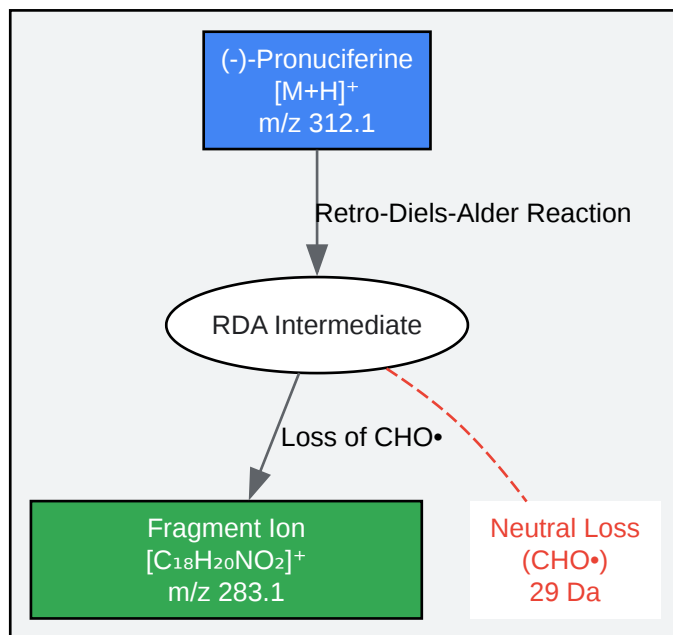 (-)-Pronuciferine
[M+H]⁺
m/z 312.1
Retro-Diels-Alder Reaction
RDA Intermediate
Loss of CHO•
Fragment Ion
[C₁₈H₂₀NO₂]⁺
m/z 283.1
Neutral Loss
(CHO•)
29 Da